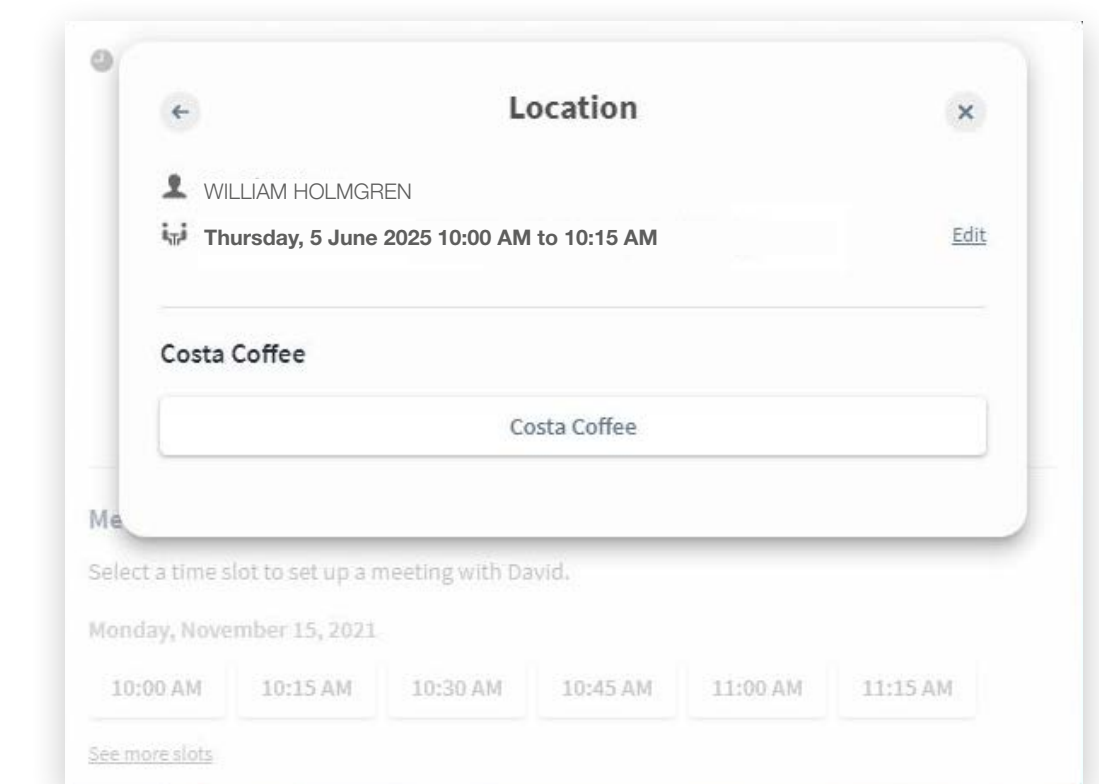 Location
WILLIAM HOLMGREN
Thursday, 5 June 2025 10:00 AM to 10:15 AM Edit
Costa Coffee
Costa Coffee
Me
Select a time slot to set up a meeting with David.
Monday, November 15, 2021
10:00 AM 10:15 AM 10:30 AM 10:45 AM 11:00 AM 11:15 AM
See more slots